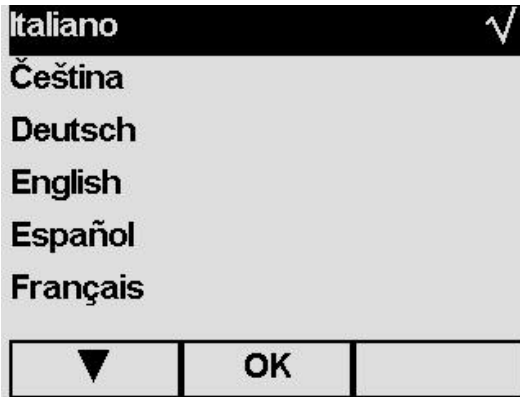 Italiano √
Čeština
Deutsch
English
Español
Français
▼ OK